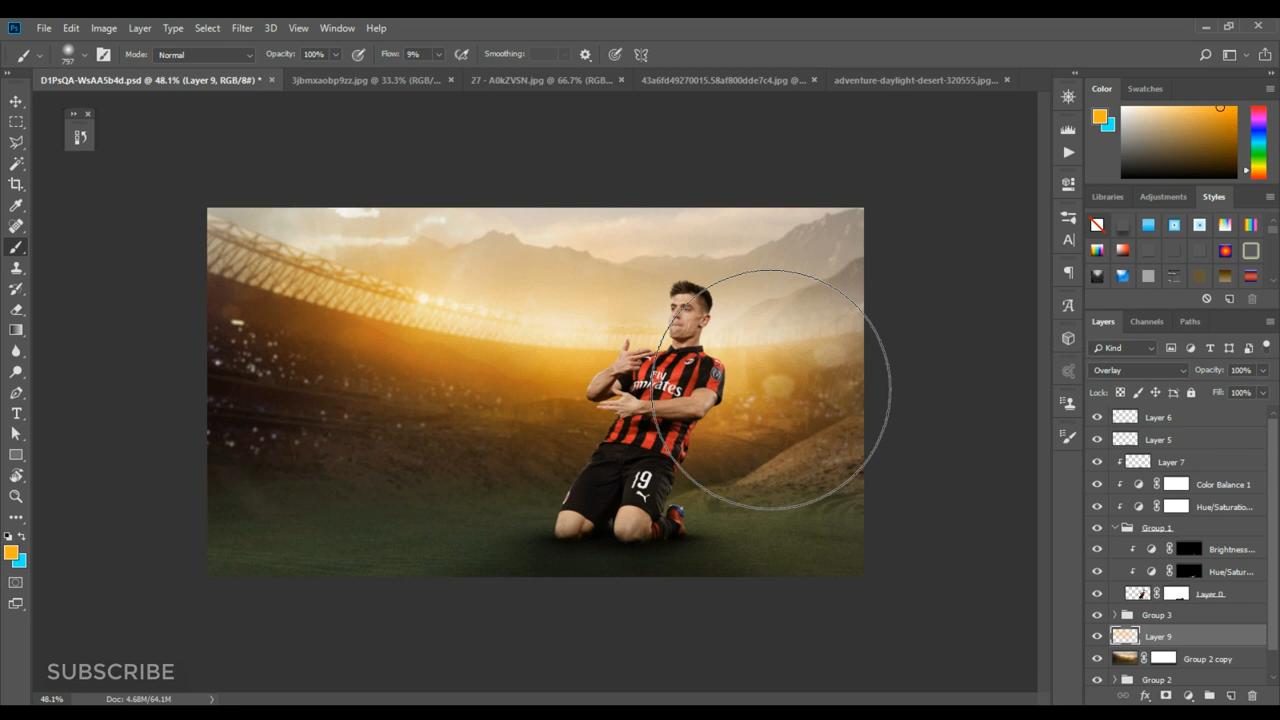 Ps File Edit Image Layer Type Select Filter 3D View Window Help
797 Mode: Normal Opacity: 100% Flow: 9% Smoothing:
D1PsQA-WsAA5b4d.psd @ 48.1% (Layer 9, RGB/8#) * × 3jbmxaobp9zz.jpg @ 33.3% (RGB/... × 27 - A0kZVSN.jpg @ 66.7% (RGB... × 43a6fd49270015.58af800dde7c4.jpg @... × adventure-daylight-desert-320555.jpg... ×
Color Swatches
Libraries Adjustments Styles
Layers Channels Paths
Kind
Overlay Opacity: 100%
Lock: Fill: 100%
Layer 6
Layer 5
Layer 7
Color Balance 1
Hue/Saturatio...
Group 1
Brightness...
Hue/Satur...
Layer 0
Group 3
Layer 9
Group 2 copy
Group 2
Fly
Emirates
19
SUBSCRIBE
48.1% Doc: 4.68M/64.1M